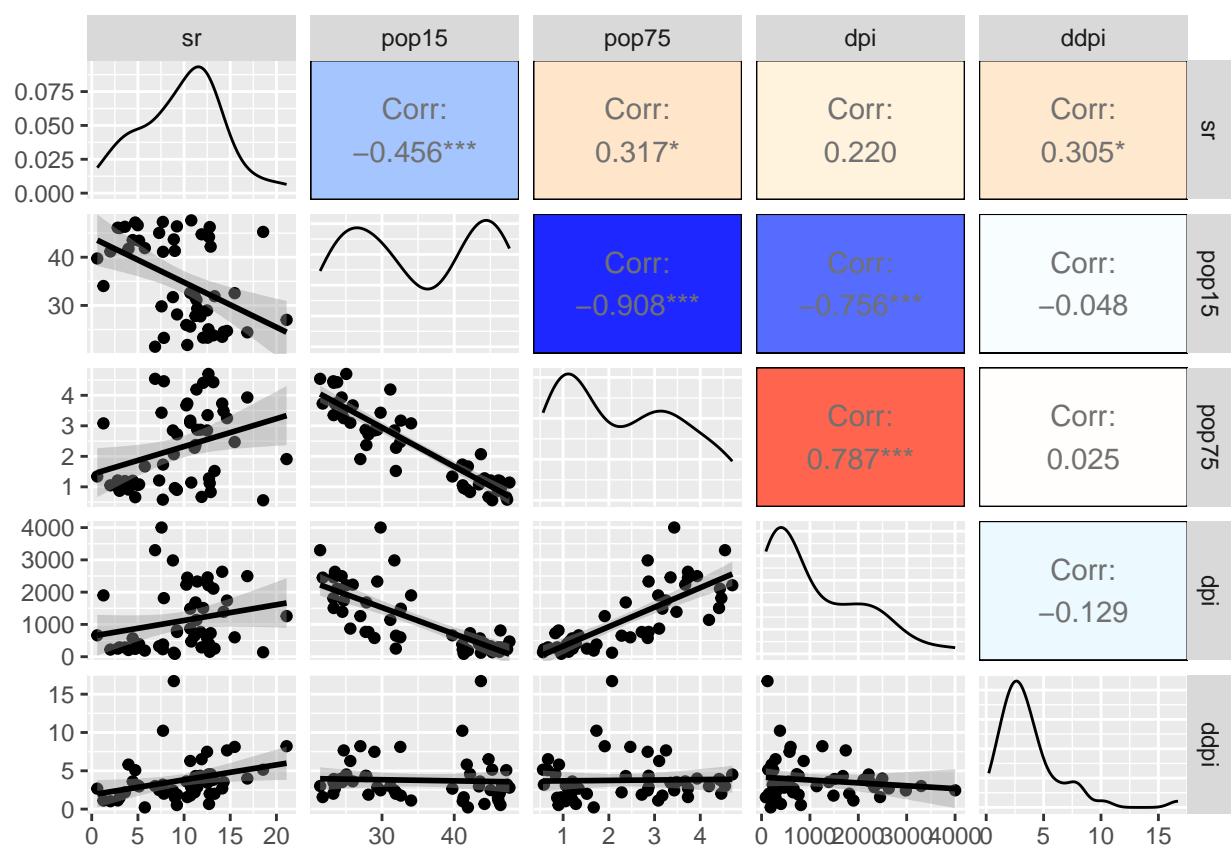 sr pop15 pop75 dpi ddpi
0.075
0.050
0.025
0.000
Corr:
−0.456***
Corr:
0.317*
Corr:
0.220
Corr:
0.305*
sr
40
30
Corr:
−0.908***
Corr:
−0.756***
Corr:
−0.048
pop15
4
3
2
1
Corr:
0.787***
Corr:
0.025
pop75
4000
3000
2000
1000
0
Corr:
−0.129
dpi
15
10
5
0
ddpi
0 5 10 15 20
30 40
1 2 3 4
0 1000 2000 3000 4000
0 5 10 15